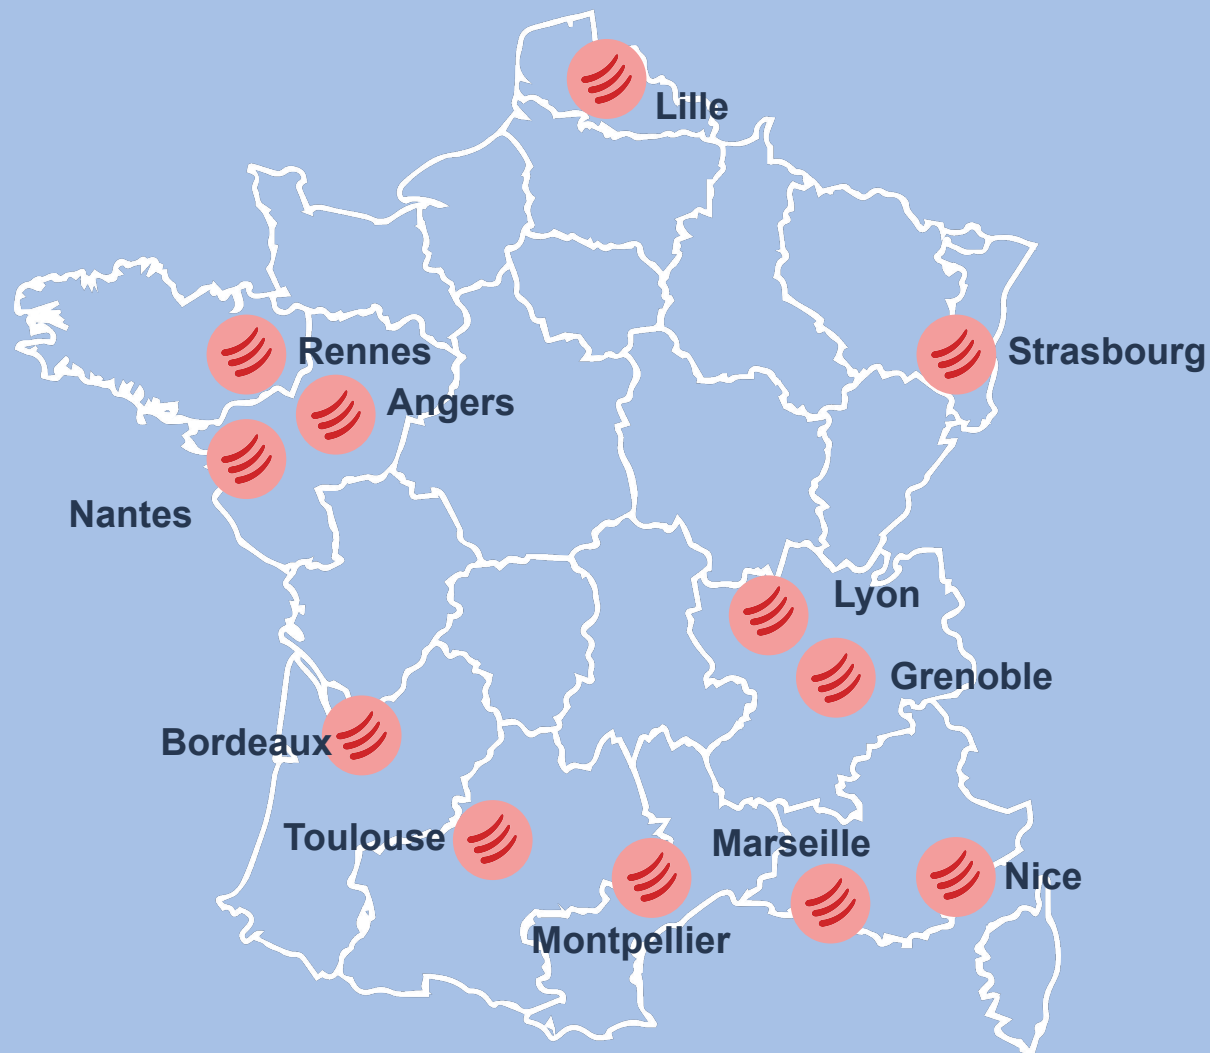 Lille
Rennes
Strasbourg
Angers
Nantes
Lyon
Grenoble
Bordeaux
Toulouse
Marseille
Nice
Montpellier